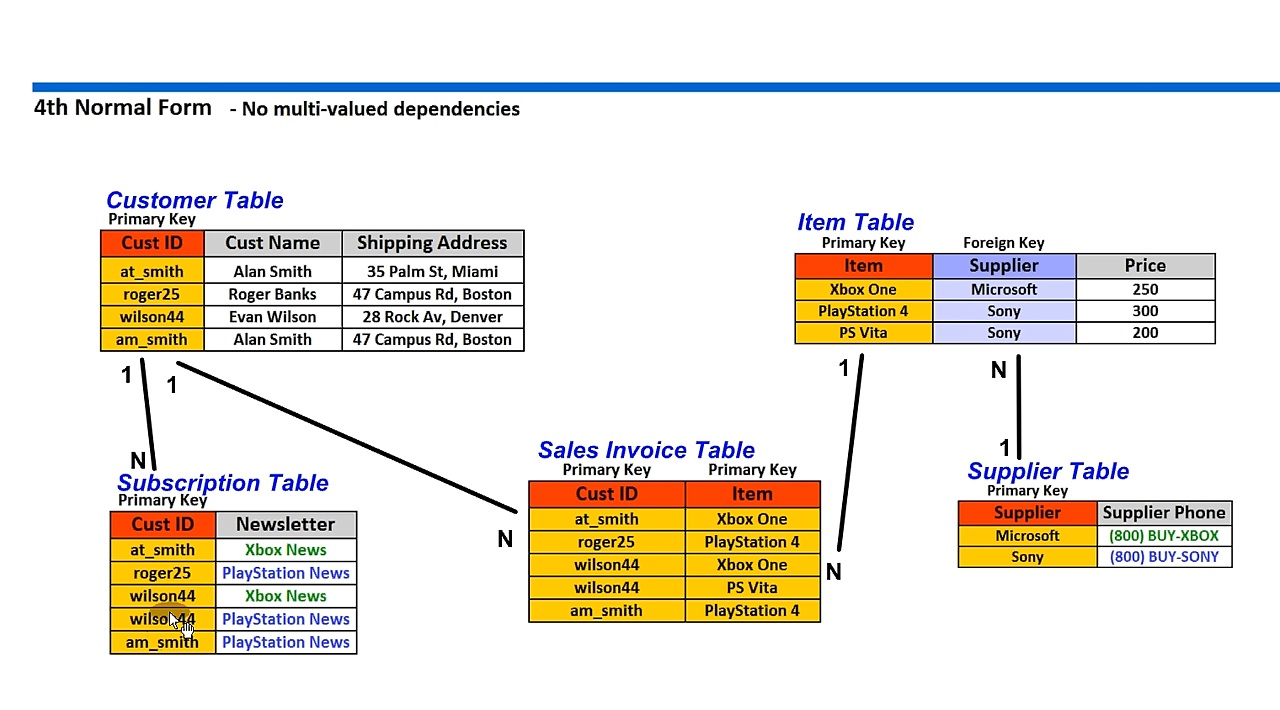 4th Normal Form - No multi-valued dependencies
Customer Table
Primary Key
Cust ID Cust Name Shipping Address
at_smith Alan Smith 35 Palm St, Miami
roger25 Roger Banks 47 Campus Rd, Boston
wilson44 Evan Wilson 28 Rock Av, Denver
am_smith Alan Smith 47 Campus Rd, Boston
Item Table
Primary Key Foreign Key
Item Supplier Price
Xbox One Microsoft 250
PlayStation 4 Sony 300
PS Vita Sony 200
1 1
N
N
1
N
1
N
Subscription Table
Primary Key
Cust ID Newsletter
at_smith Xbox News
roger25 PlayStation News
wilson44 Xbox News
wilson44 PlayStation News
am_smith PlayStation News
Sales Invoice Table
Primary Key Primary Key
Cust ID Item
at_smith Xbox One
roger25 PlayStation 4
wilson44 Xbox One
wilson44 PS Vita
am_smith PlayStation 4
Supplier Table
Primary Key
Supplier Supplier Phone
Microsoft (800) BUY-XBOX
Sony (800) BUY-SONY